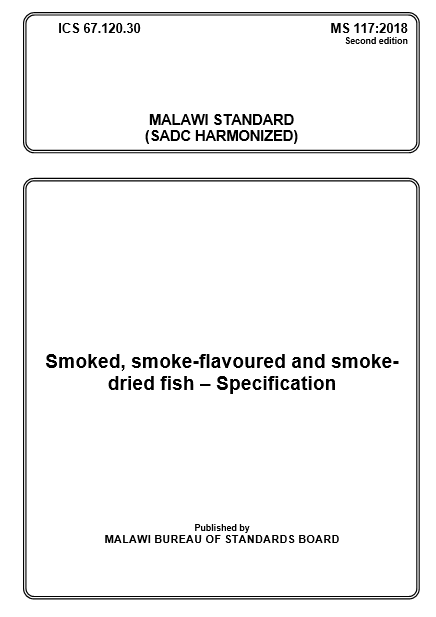 ICS 67.120.30
MS 117:2018
Second edition
MALAWI STANDARD
(SADC HARMONIZED)
Smoked, smoke-flavoured and smoke-
dried fish – Specification
Published by
MALAWI BUREAU OF STANDARDS BOARD